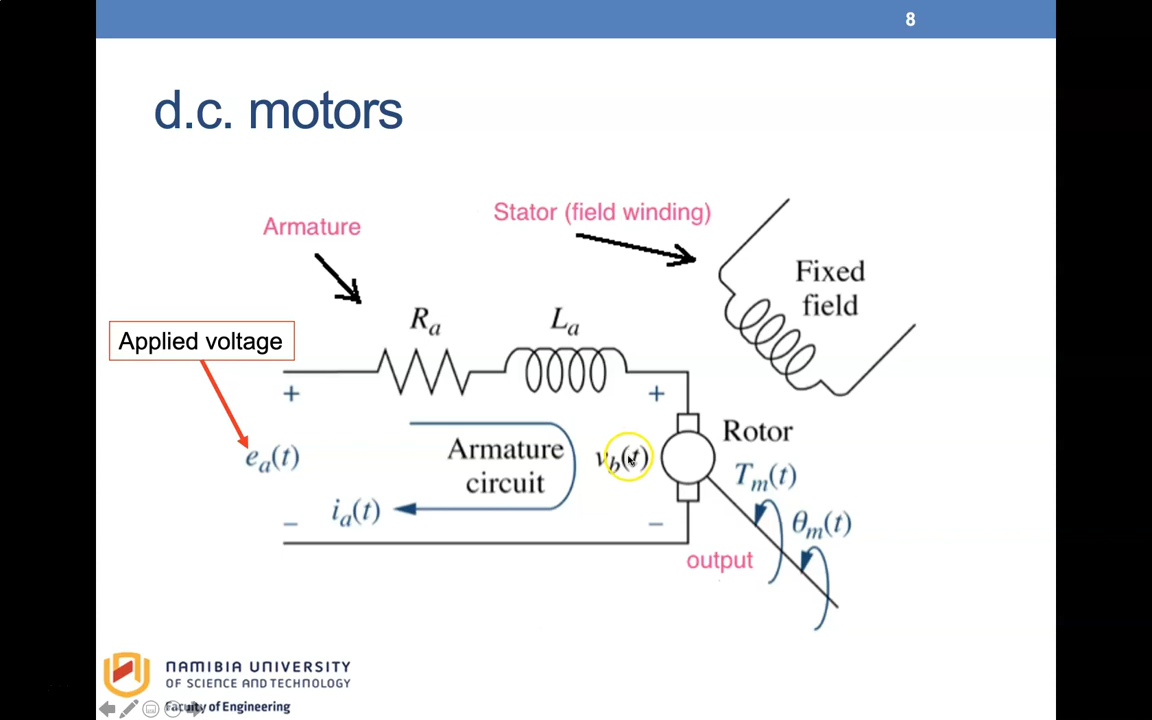 8
d.c. motors
Armature
Stator (field winding)
Fixed
field
Applied voltage
Rₐ
Lₐ
+
+
Rotor
eₐ(t)
Armature
circuit
v_b(t)
Tₘ(t)
iₐ(t)
θₘ(t)
−
−
output
NAMIBIA UNIVERSITY
OF SCIENCE AND TECHNOLOGY
Faculty of Engineering